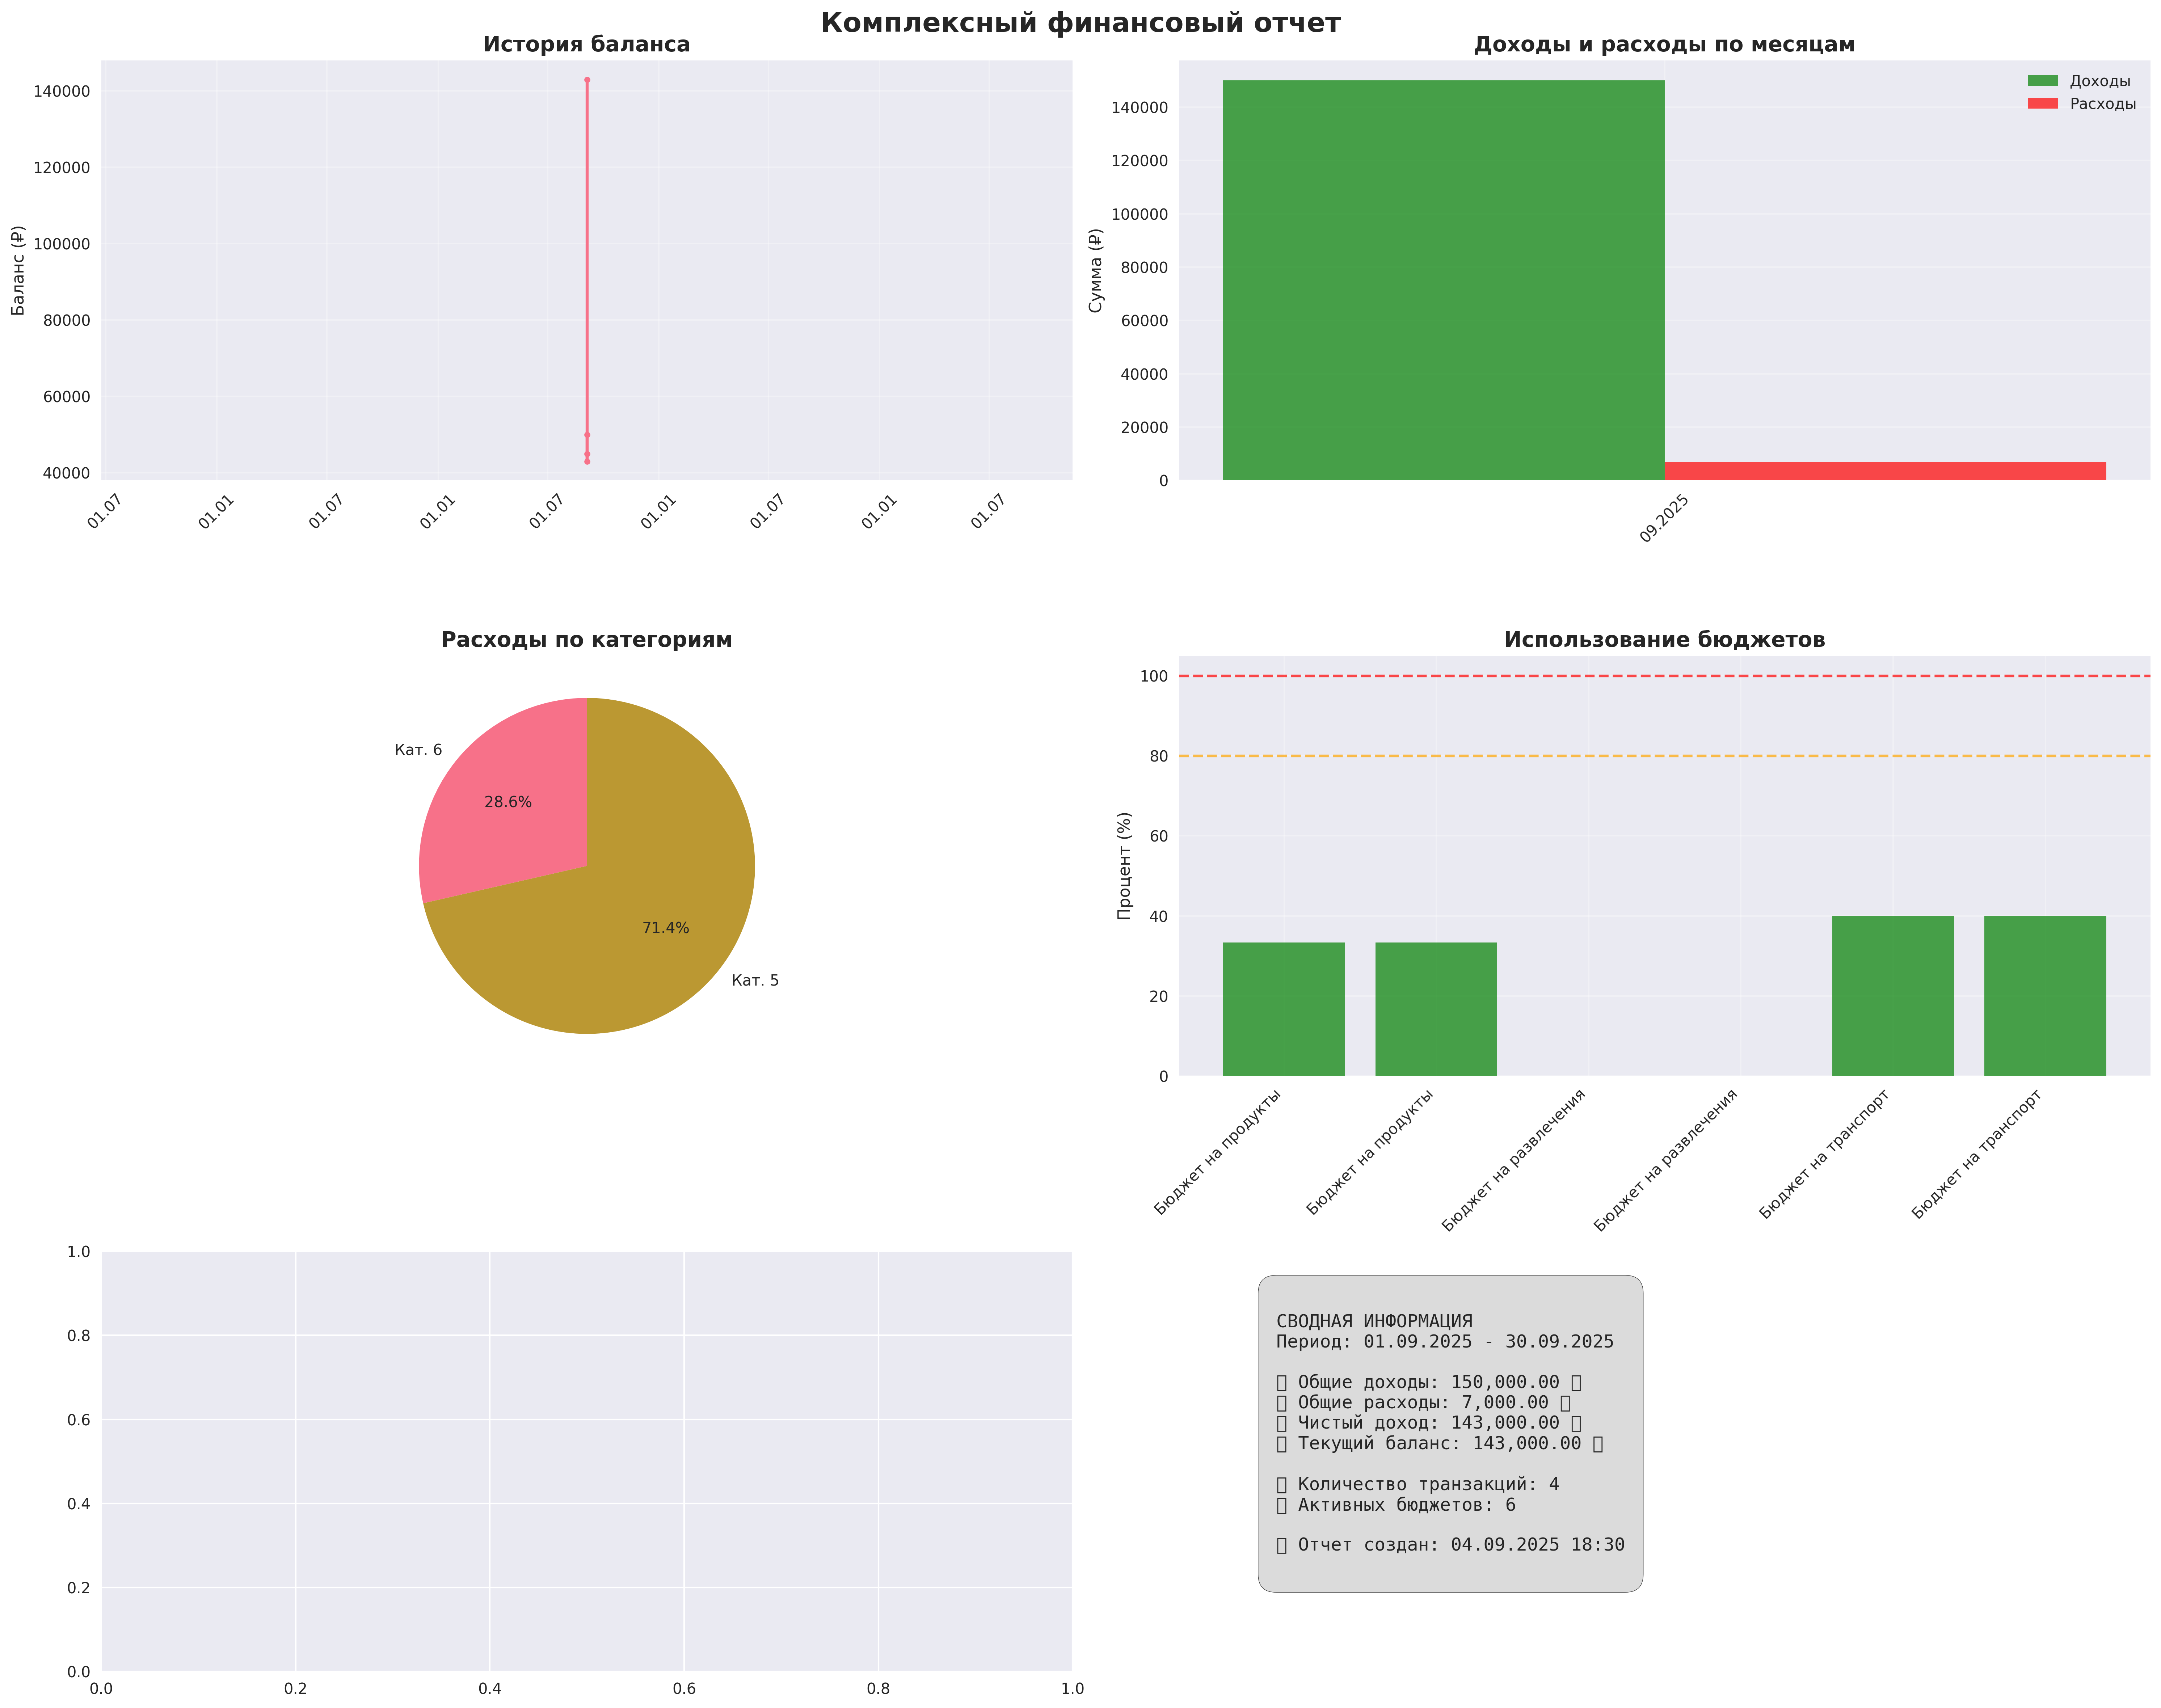 Комплексный финансовый отчет
История баланса
Баланс (₽)
140000
120000
100000
80000
60000
40000
01.07
01.01
01.07
01.01
01.07
01.01
01.07
01.01
01.07
Доходы и расходы по месяцам
Сумма (₽)
140000
120000
100000
80000
60000
40000
20000
0
09.2025
Доходы
Расходы
Расходы по категориям
Кат. 6
28.6%
71.4%
Кат. 5
Использование бюджетов
Процент (%)
100
80
60
40
20
0
Бюджет на продукты
Бюджет на продукты
Бюджет на развлечения
Бюджет на развлечения
Бюджет на транспорт
Бюджет на транспорт
1.0
0.8
0.6
0.4
0.2
0.0
0.0
0.2
0.4
0.6
0.8
1.0
СВОДНАЯ ИНФОРМАЦИЯ
Период: 01.09.2025 - 30.09.2025
▯ Общие доходы: 150,000.00 ▯
▯ Общие расходы: 7,000.00 ▯
▯ Чистый доход: 143,000.00 ▯
▯ Текущий баланс: 143,000.00 ▯
▯ Количество транзакций: 4
▯ Активных бюджетов: 6
▯ Отчет создан: 04.09.2025 18:30